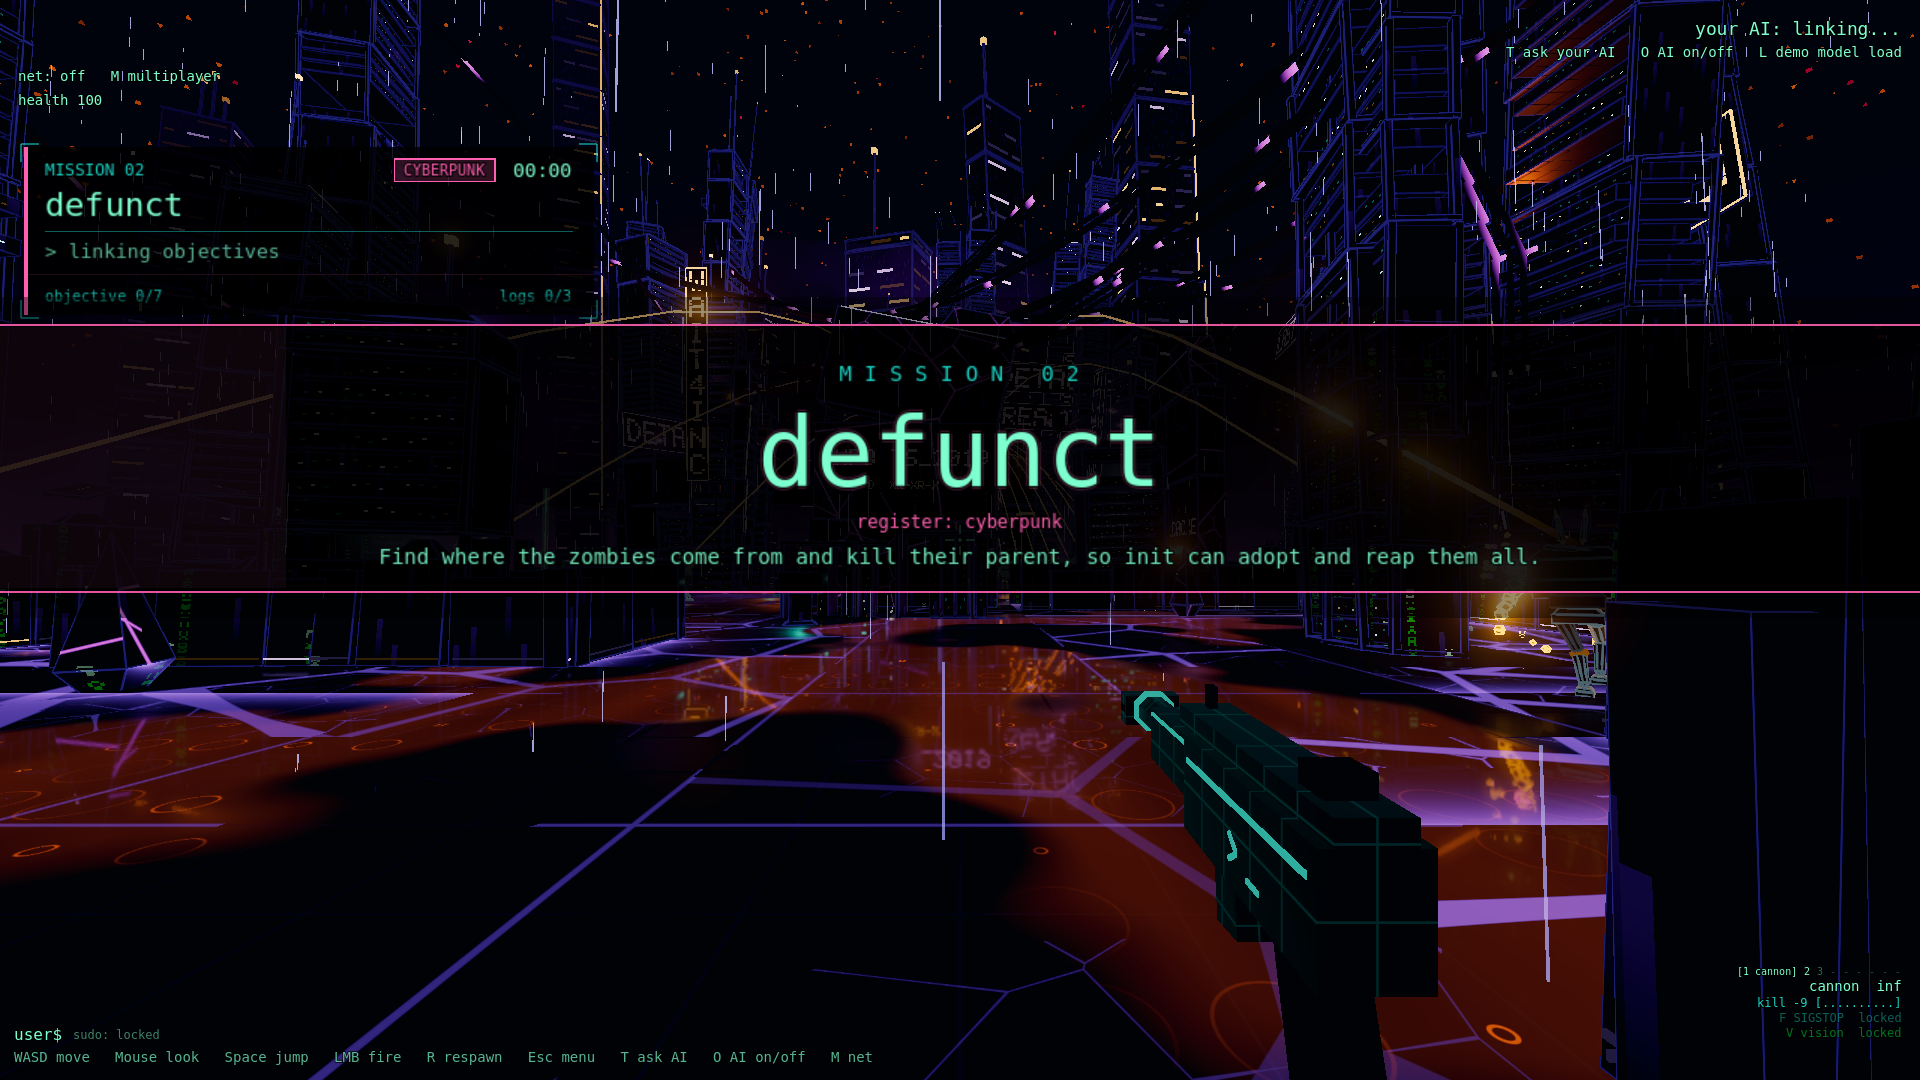 your AI: linking...
T ask your AI   O AI on/off   L demo model load
net: off   M multiplayer
health 100
MISSION 02   CYBERPUNK   00:00
defunct
> linking objectives
objective 0/7   logs 0/3
MISSION 02
defunct
register: cyberpunk
Find where the zombies come from and kill their parent, so init can adopt and reap them all.
[1 cannon] 2 3 - - - - - -
cannon   inf
kill -9 [..........]
F SIGSTOP   locked
V vision   locked
user$ sudo: locked
WASD move   Mouse look   Space jump   LMB fire   R respawn   Esc menu   T ask AI   O AI on/off   M net